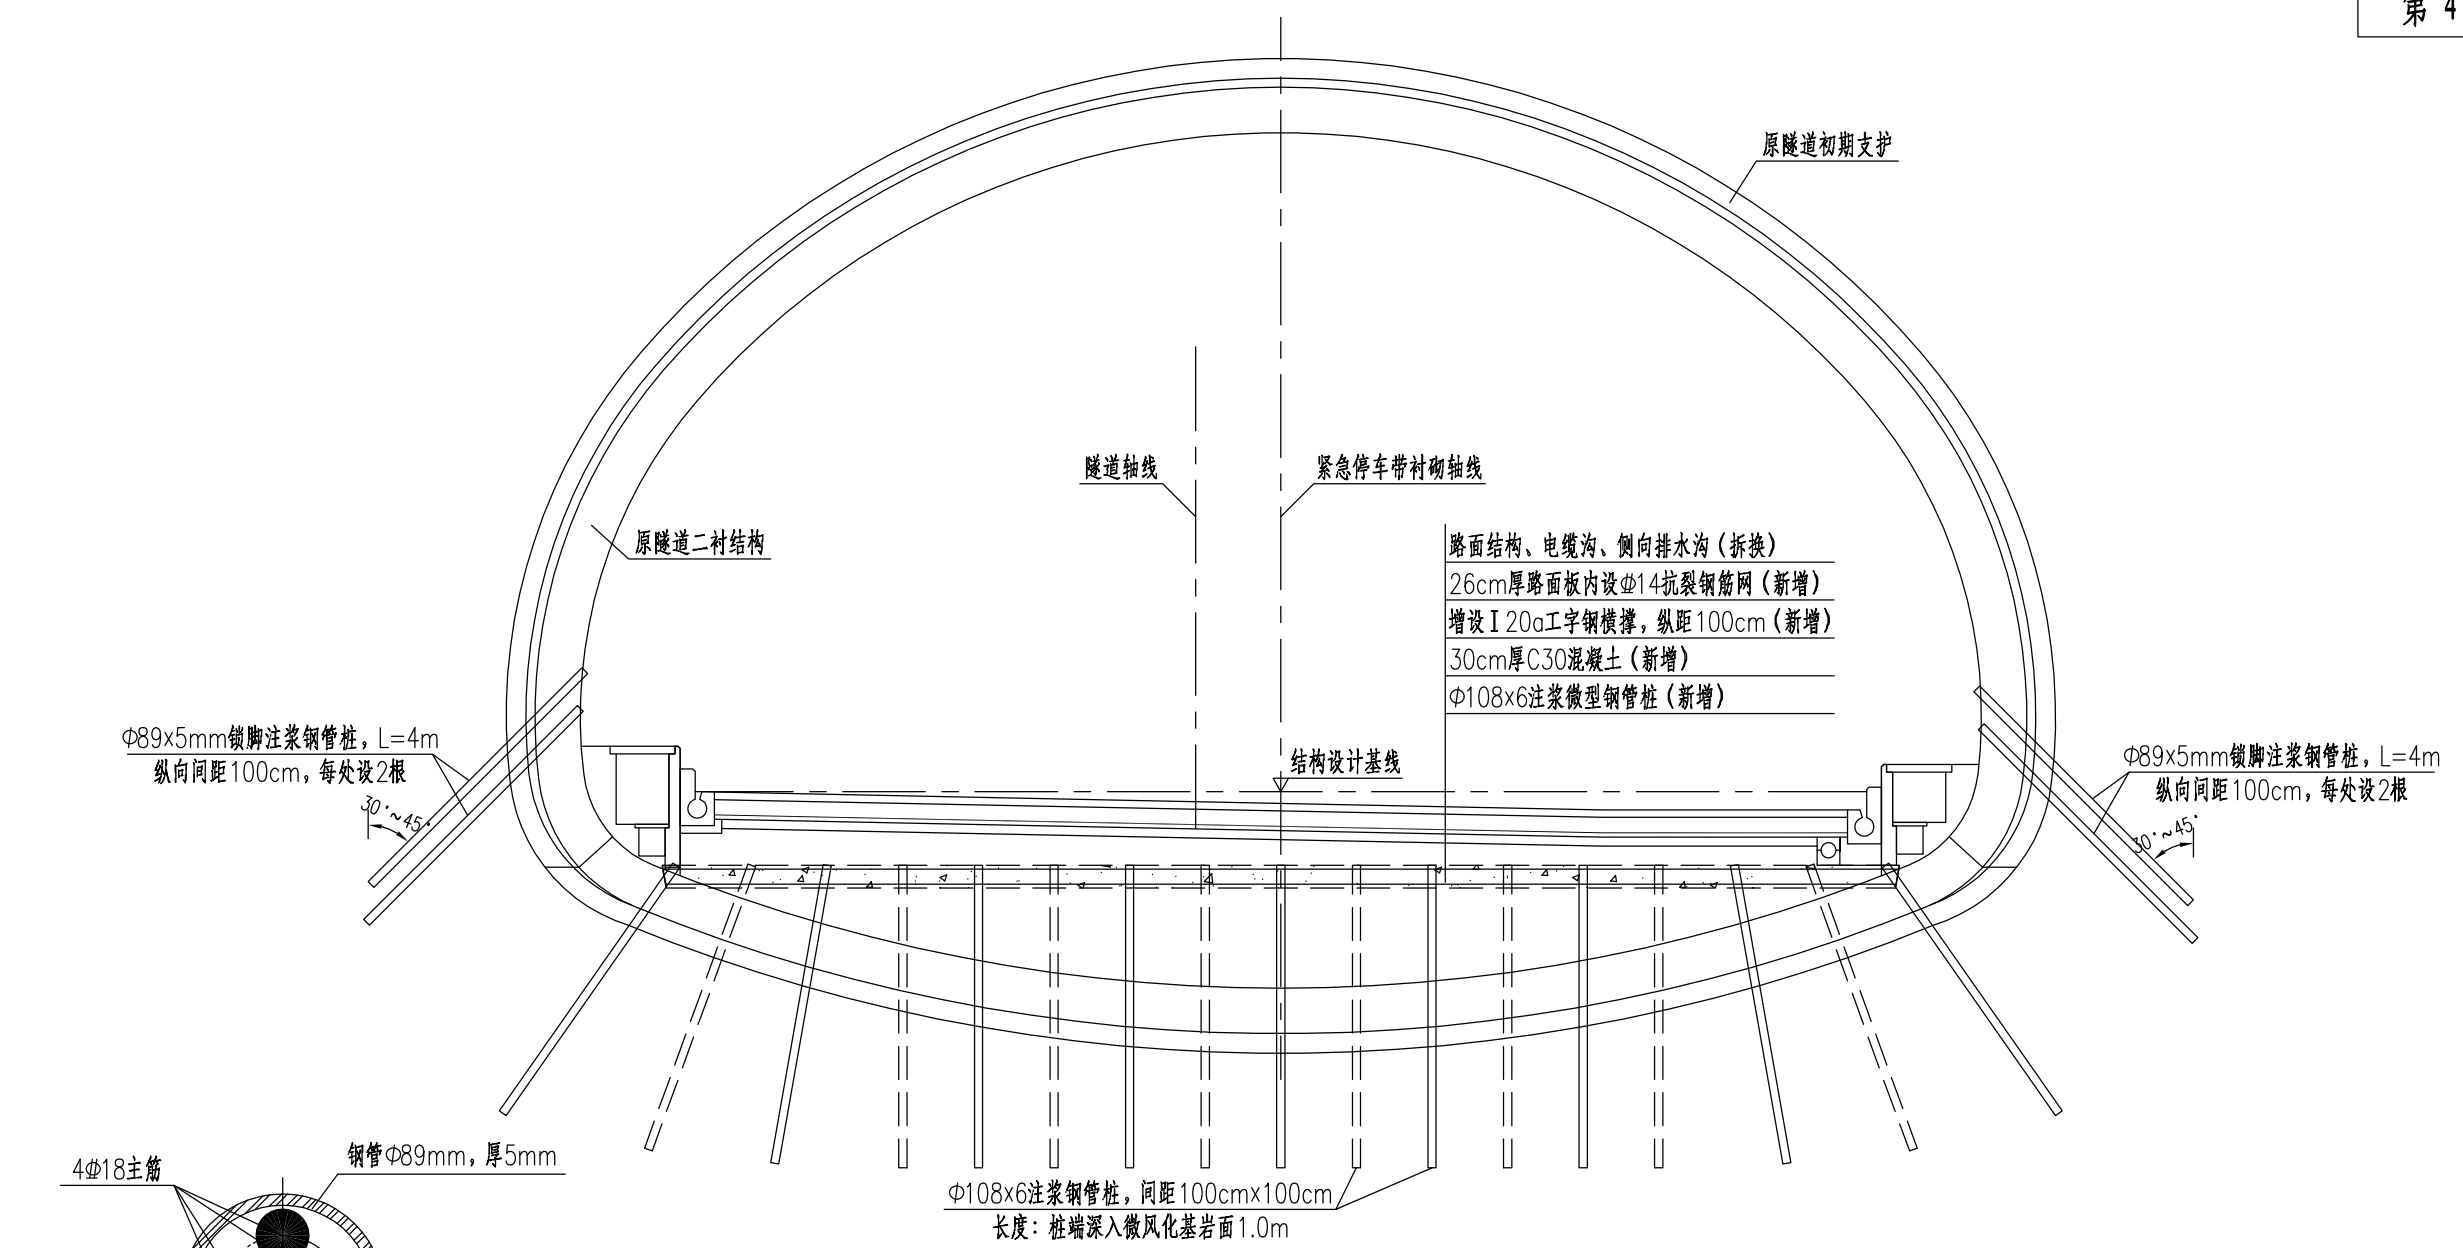 第 4
原隧道初期支护
隧道轴线
紧急停车带衬砌轴线
原隧道二衬结构
路面结构、电缆沟、侧向排水沟（拆换）
26cm厚路面板内设Φ14抗裂钢筋网（新增）
增设Ⅰ20a工字钢横撑，纵距100cm（新增）
30cm厚C30混凝土（新增）
Φ108x6注浆微型钢管桩（新增）
Φ89x5mm锁脚注浆钢管桩，L=4m
纵向间距100cm，每处设2根
30°~45°
结构设计基线
Φ89x5mm锁脚注浆钢管桩，L=4m
纵向间距100cm，每处设2根
30°~45°
4Φ18主筋
钢管Φ89mm，厚5mm
Φ108x6注浆钢管桩，间距100cmx100cm
长度：桩端深入微风化基岩面1.0m